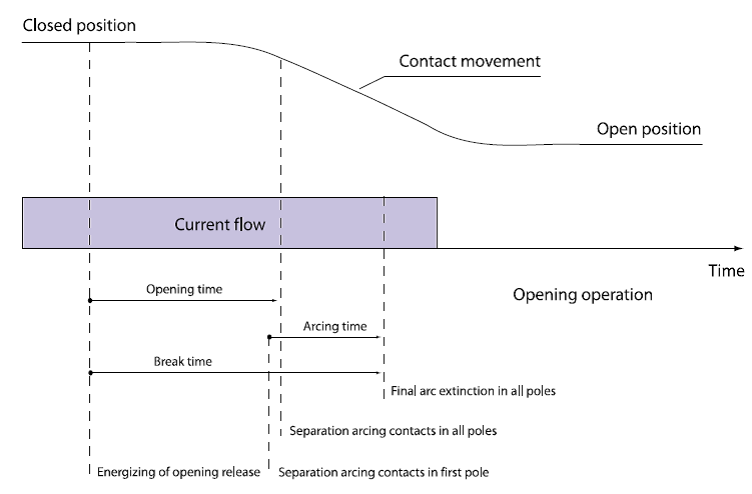 Closed position
Contact movement
Open position
Current flow
Time
Opening time
Opening operation
Arcing time
Break time
Final arc extinction in all poles
Separation arcing contacts in all poles
Energizing of opening release
Separation arcing contacts in first pole